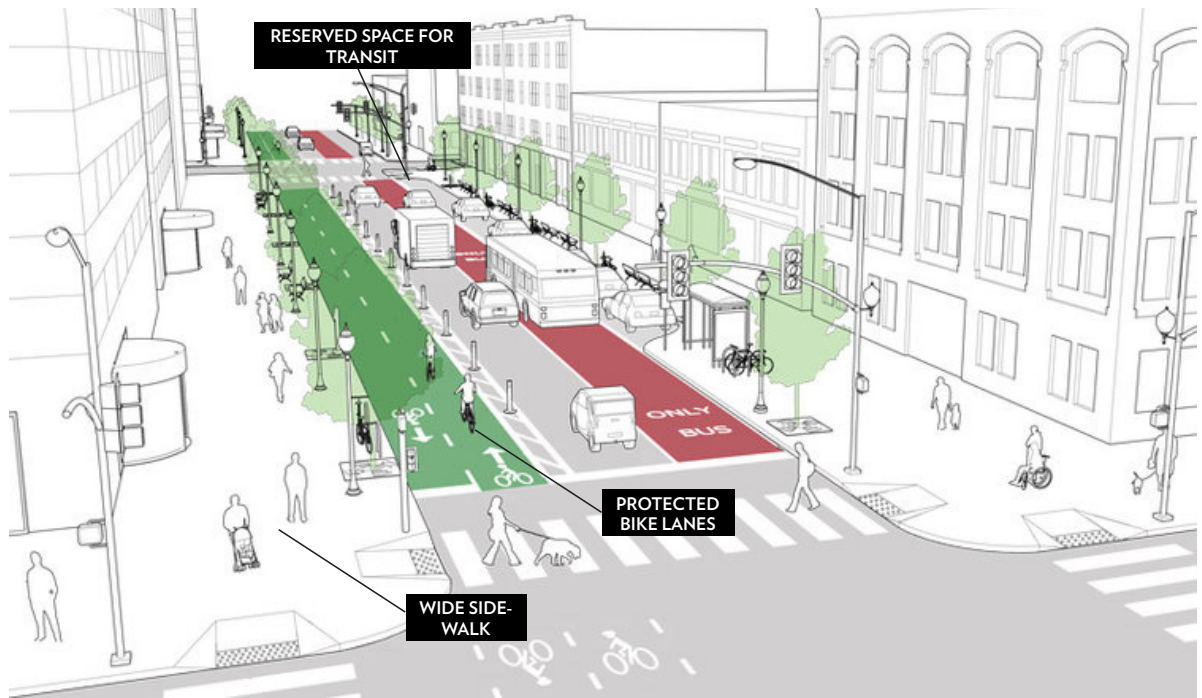 RESERVED SPACE FOR
TRANSIT
ONLY
BUS
PROTECTED
BIKE LANES
WIDE SIDE-
WALK